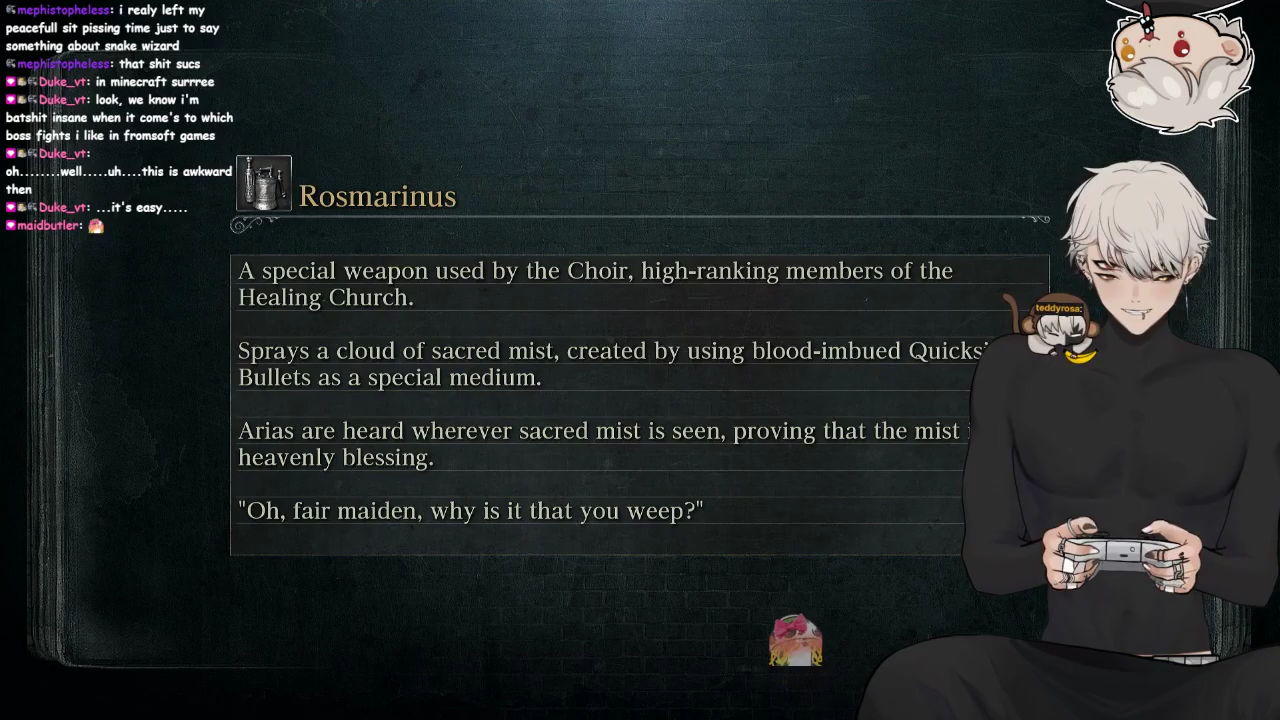 mephistopheless: i realy left my
peacefull sit pissing time just to say
something about snake wizard
mephistopheless: that shit sucs
Duke_vt: in minecraft surrree
Duke_vt: look, we know i'm
batshit insane when it come's to which
boss fights i like in fromsoft games
Duke_vt:
oh........well.....uh....this is awkward
then
Duke_vt: ...it's easy.....
maidbutler:
Rosmarinus
A special weapon used by the Choir, high-ranking members of the
Healing Church.
Sprays a cloud of sacred mist, created by using blood-imbued
Bullets as a special medium.
Arias are heard wherever sacred mist is seen, proving that the mist
heavenly blessing.
"Oh, fair maiden, why is it that you weep?"
teddyrosa: